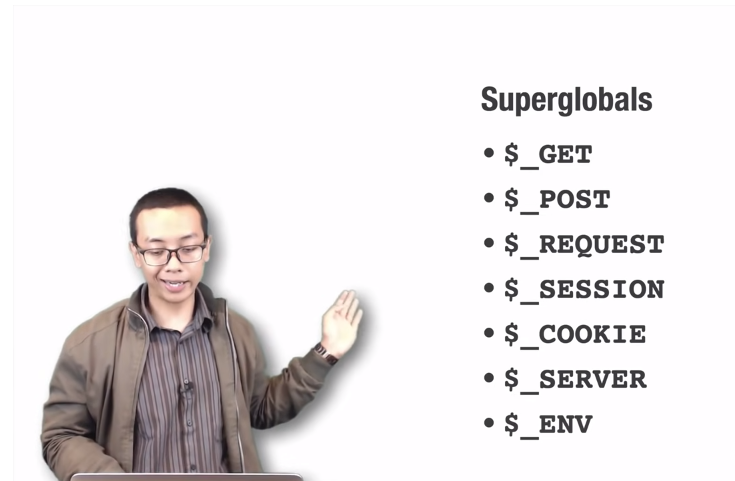 Superglobals
• $_GET
• $_POST
• $_REQUEST
• $_SESSION
• $_COOKIE
• $_SERVER
• $_ENV